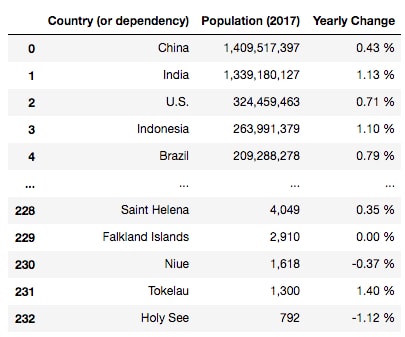 Country (or dependency) Population (2017) Yearly Change
0 China 1,409,517,397 0.43 %
1 India 1,339,180,127 1.13 %
2 U.S. 324,459,463 0.71 %
3 Indonesia 263,991,379 1.10 %
4 Brazil 209,288,278 0.79 %
... ... ... ...
228 Saint Helena 4,049 0.35 %
229 Falkland Islands 2,910 0.00 %
230 Niue 1,618 -0.37 %
231 Tokelau 1,300 1.40 %
232 Holy See 792 -1.12 %